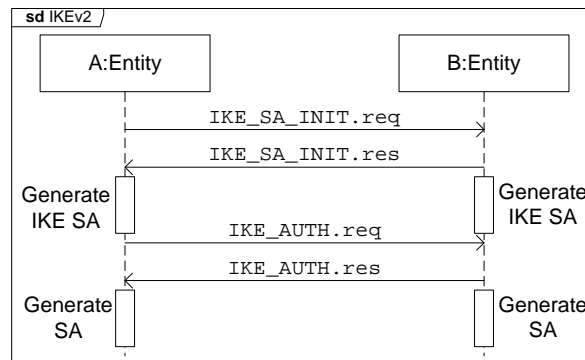 sd IKEv2
A:Entity
B:Entity
IKE_SA_INIT.req
IKE_SA_INIT.res
Generate
IKE SA
Generate
IKE SA
IKE_AUTH.req
IKE_AUTH.res
Generate
SA
Generate
SA